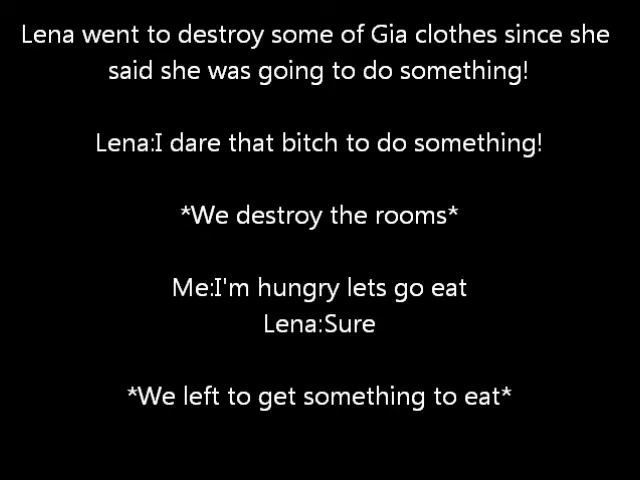 Lena went to destroy some of Gia clothes since she
said she was going to do something!
Lena:I dare that bitch to do something!
*We destroy the rooms*
Me:I'm hungry lets go eat
Lena:Sure
*We left to get something to eat*